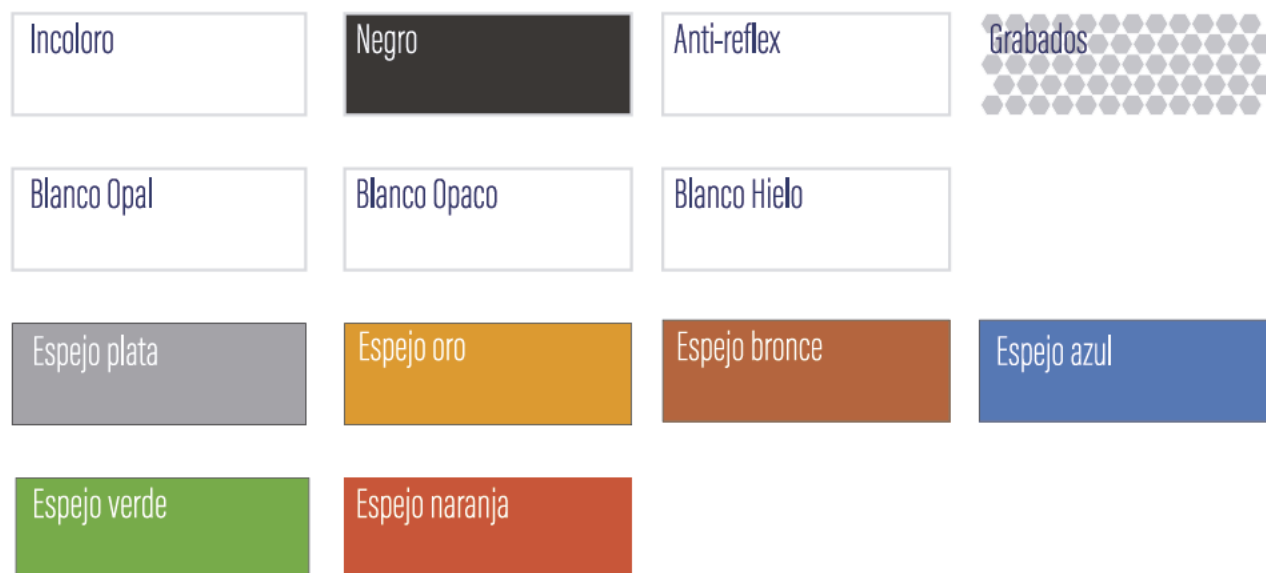 Incoloro
Negro
Anti-reflex
Grabados
Blanco Opal
Blanco Opaco
Blanco Hielo
Espejo plata
Espejo oro
Espejo bronce
Espejo azul
Espejo verde
Espejo naranja